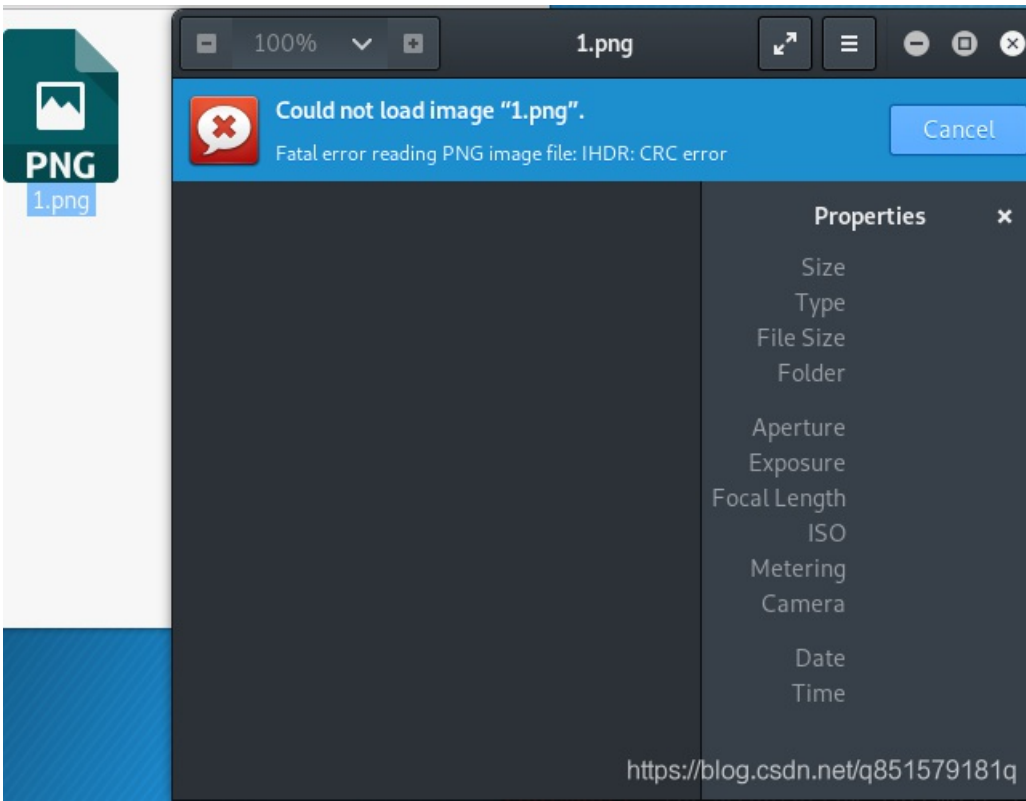 100%
1.png
PNG
1.png
Could not load image “1.png”.
Fatal error reading PNG image file: IHDR: CRC error
Cancel
Properties
Size
Type
File Size
Folder
Aperture
Exposure
Focal Length
ISO
Metering
Camera
Date
Time
https://blog.csdn.net/q851579181q